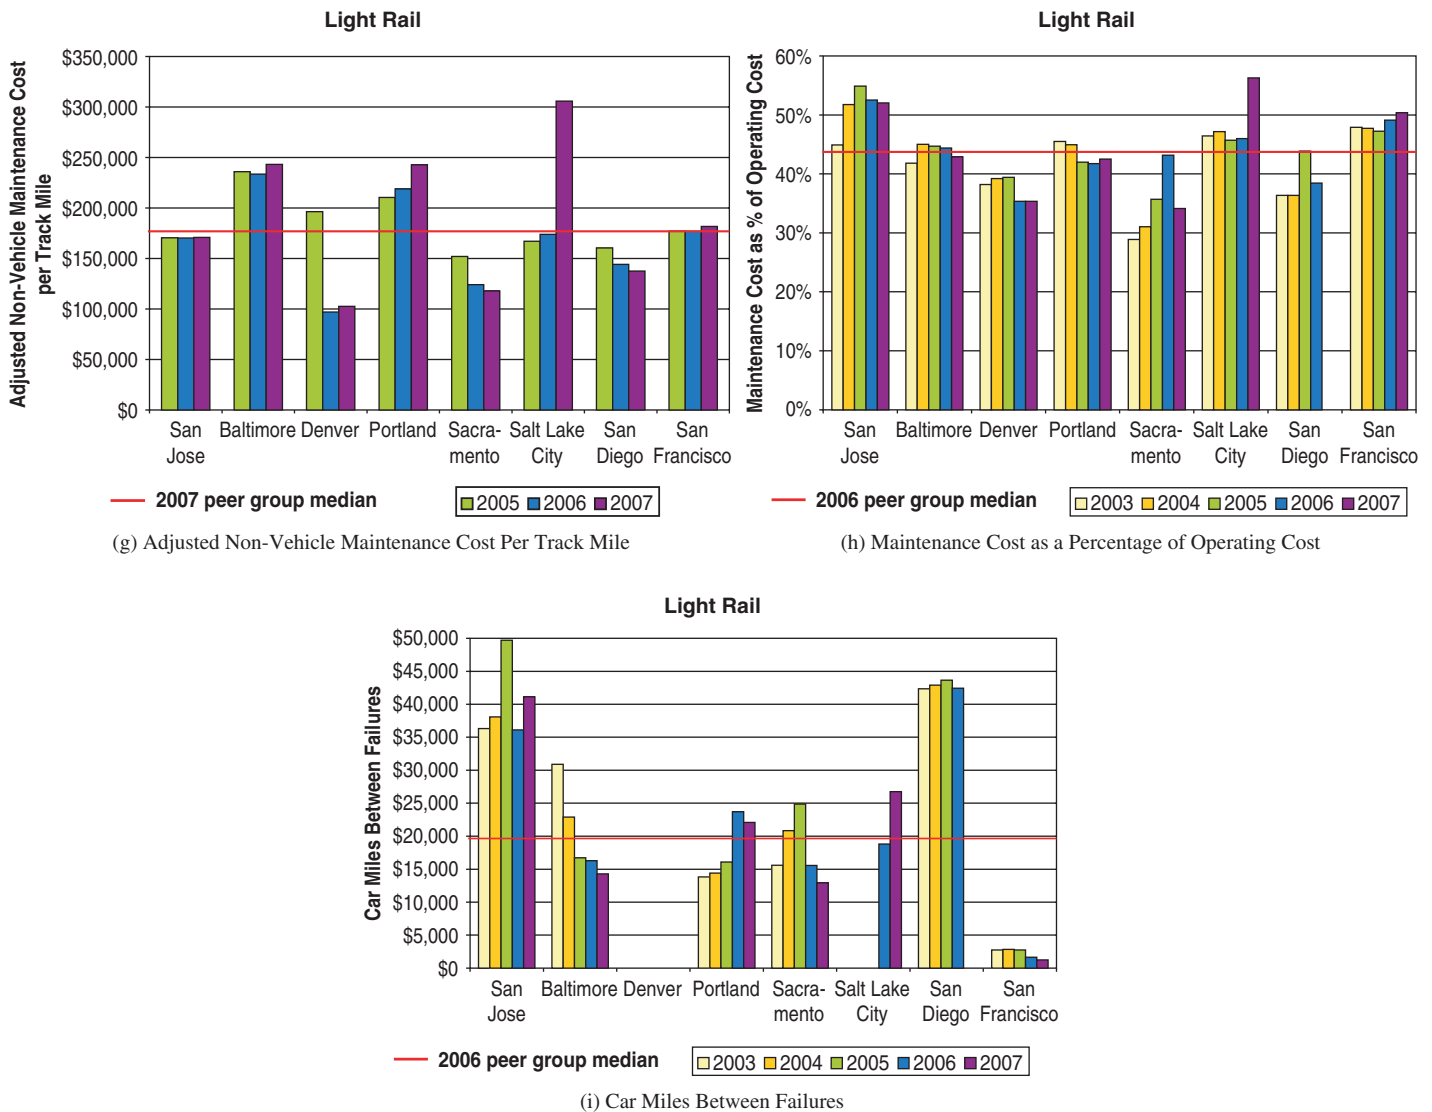 Light Rail
Adjusted Non-Vehicle Maintenance Cost
per Track Mile
$350,000
$300,000
$250,000
$200,000
$150,000
$100,000
$50,000
$0
San Baltimore Denver Portland Sacra- Salt Lake San San
Jose mento City Diego Francisco
2007 peer group median
2005 2006 2007
(g) Adjusted Non-Vehicle Maintenance Cost Per Track Mile
Light Rail
Maintenance Cost as % of Operating Cost
60%
50%
40%
30%
20%
10%
0%
San Baltimore Denver Portland Sacra- Salt Lake San San
Jose mento City Diego Francisco
2006 peer group median
2003 2004 2005 2006 2007
(h) Maintenance Cost as a Percentage of Operating Cost
Light Rail
Car Miles Between Failures
$50,000
$45,000
$40,000
$35,000
$30,000
$25,000
$20,000
$15,000
$10,000
$5,000
$0
San Baltimore Denver Portland Sacra- Salt Lake San San
Jose mento City Diego Francisco
2006 peer group median
2003 2004 2005 2006 2007
(i) Car Miles Between Failures